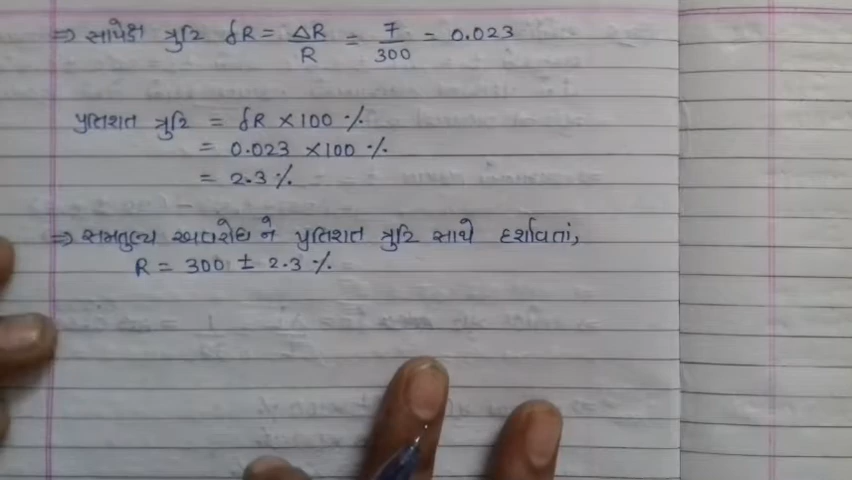 ⇒ સાપેક્ષ ત્રુટિ δR = ΔR/R = 7/300 = 0.023
પ્રતિશત ત્રુટિ = δR × 100 %
= 0.023 × 100 %
= 2.3 %
⇒ સમતુલ્ય અવરોધ ને પ્રતિશત ત્રુટિ સાથે દર્શાવતાં,
R = 300 ± 2.3 %